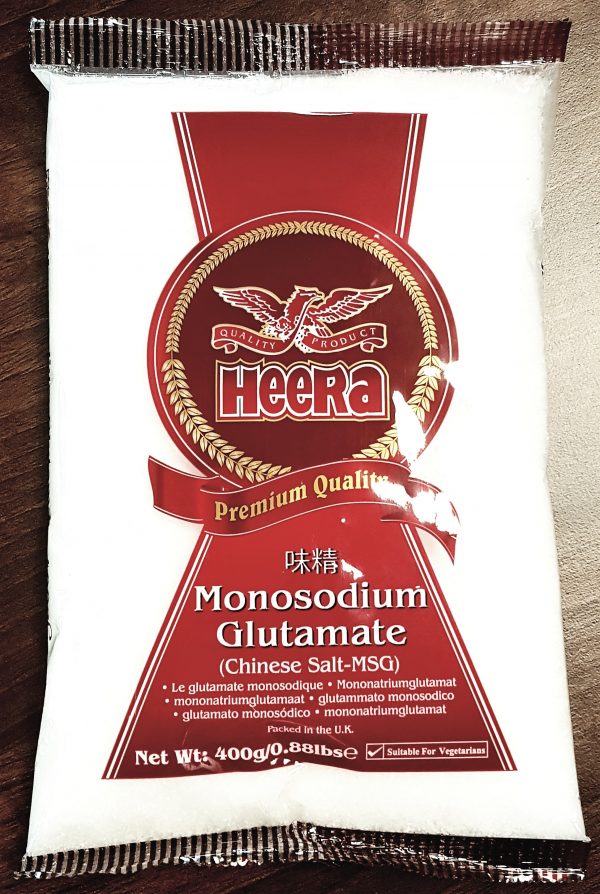 QUALITY PRODUCT
HEERA
Premium Quality
味精
Monosodium
Glutamate
(Chinese Salt-MSG)
• Le glutamate monosodique • Mononatriumglutamat
• mononatriumglutamaat • glutammato monosodico
• glutamato monosódico • mononatriumglutamat
Packed in the U.K.
Net Wt: 400g/0.88lbs℮ Suitable For Vegetarians